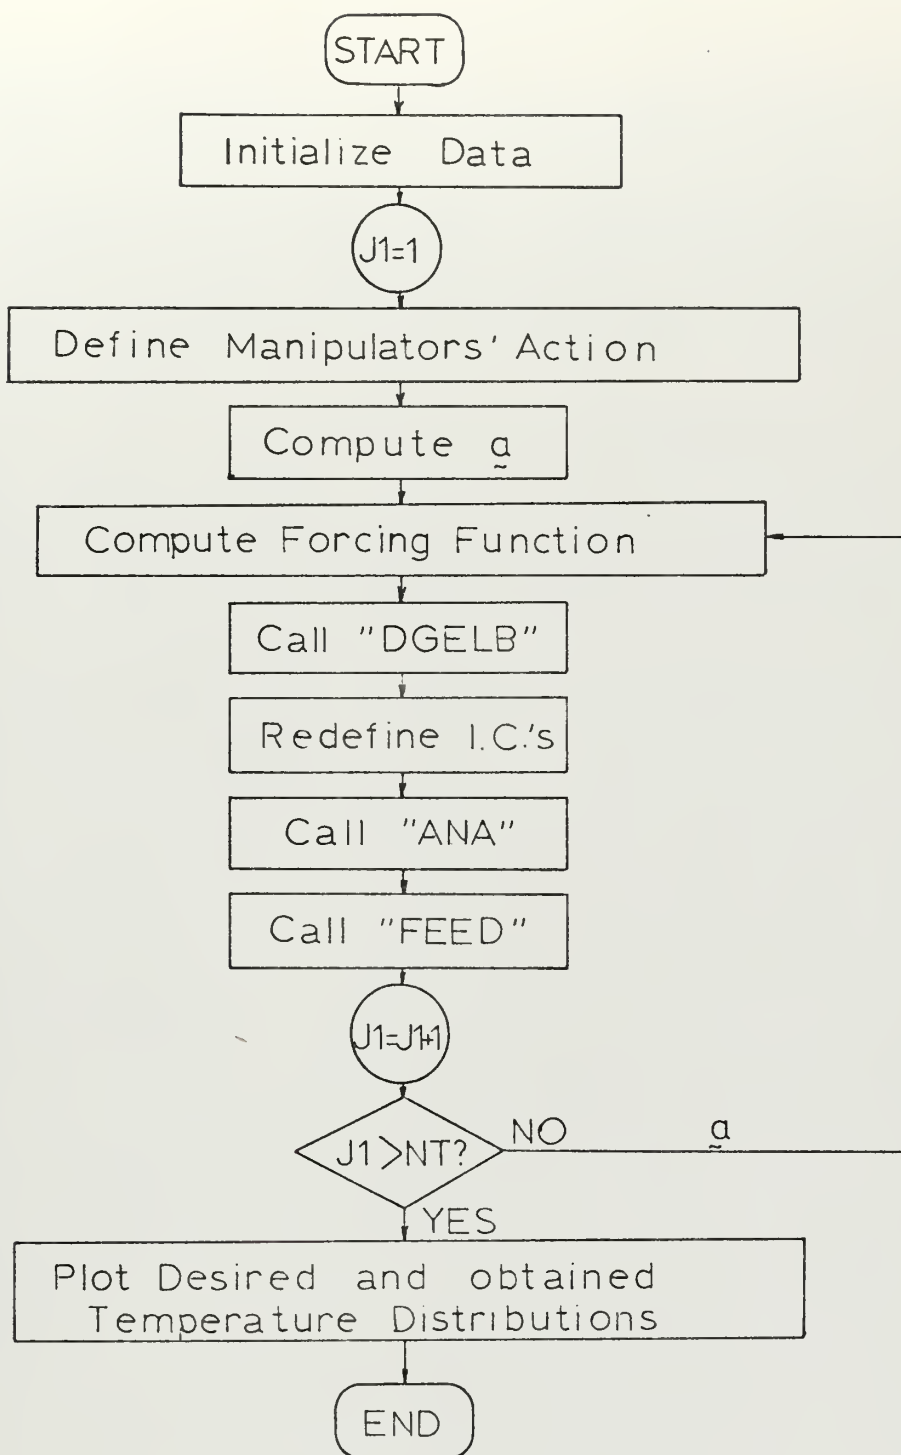 START
Initialize Data
J1=1
Define Manipulators' Action
Compute a̰
Compute Forcing Function
Call "DGELB"
Redefine I.C.'s
Call "ANA"
Call "FEED"
J1=J1+1
J1>NT?
NO
a̰
YES
Plot Desired and obtained
Temperature Distributions
END